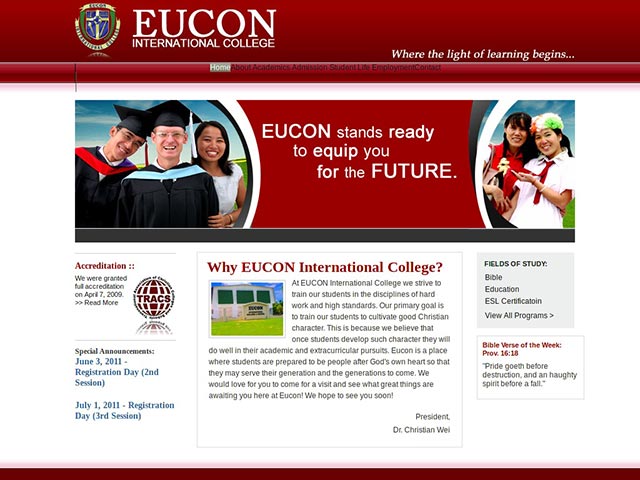 EUCON
INTERNATIONAL COLLEGE
Where the light of learning begins...
Home About Academics Admission Student Life Employment Contact
EUCON stands ready
to equip you
for the FUTURE.
Accreditation ::
We were granted
full accreditation
on April 7, 2009.
>> Read More
TRACS
Special Announcements:
June 3, 2011 -
Registration Day (2nd
Session)
July 1, 2011 - Registration
Day (3rd Session)
Why EUCON International College?
EUCON
At EUCON International College we strive to
train our students in the disciplines of hard
work and high standards. Our primary goal is
to train our students to cultivate good Christian
character. This is because we believe that
once students develop such character they will
do well in their academic and extracurricular pursuits. Eucon is a place
where students are prepared to be people after God's own heart so that
they may serve their generation and the generations to come. We
would love for you to come for a visit and see what great things are
awaiting you here at Eucon! We hope to see you soon!
President,
Dr. Christian Wei
FIELDS OF STUDY:
Bible
Education
ESL Certificatoin
View All Programs >
Bible Verse of the Week:
Prov. 16:18
"Pride goeth before
destruction, and an haughty
spirit before a fall."